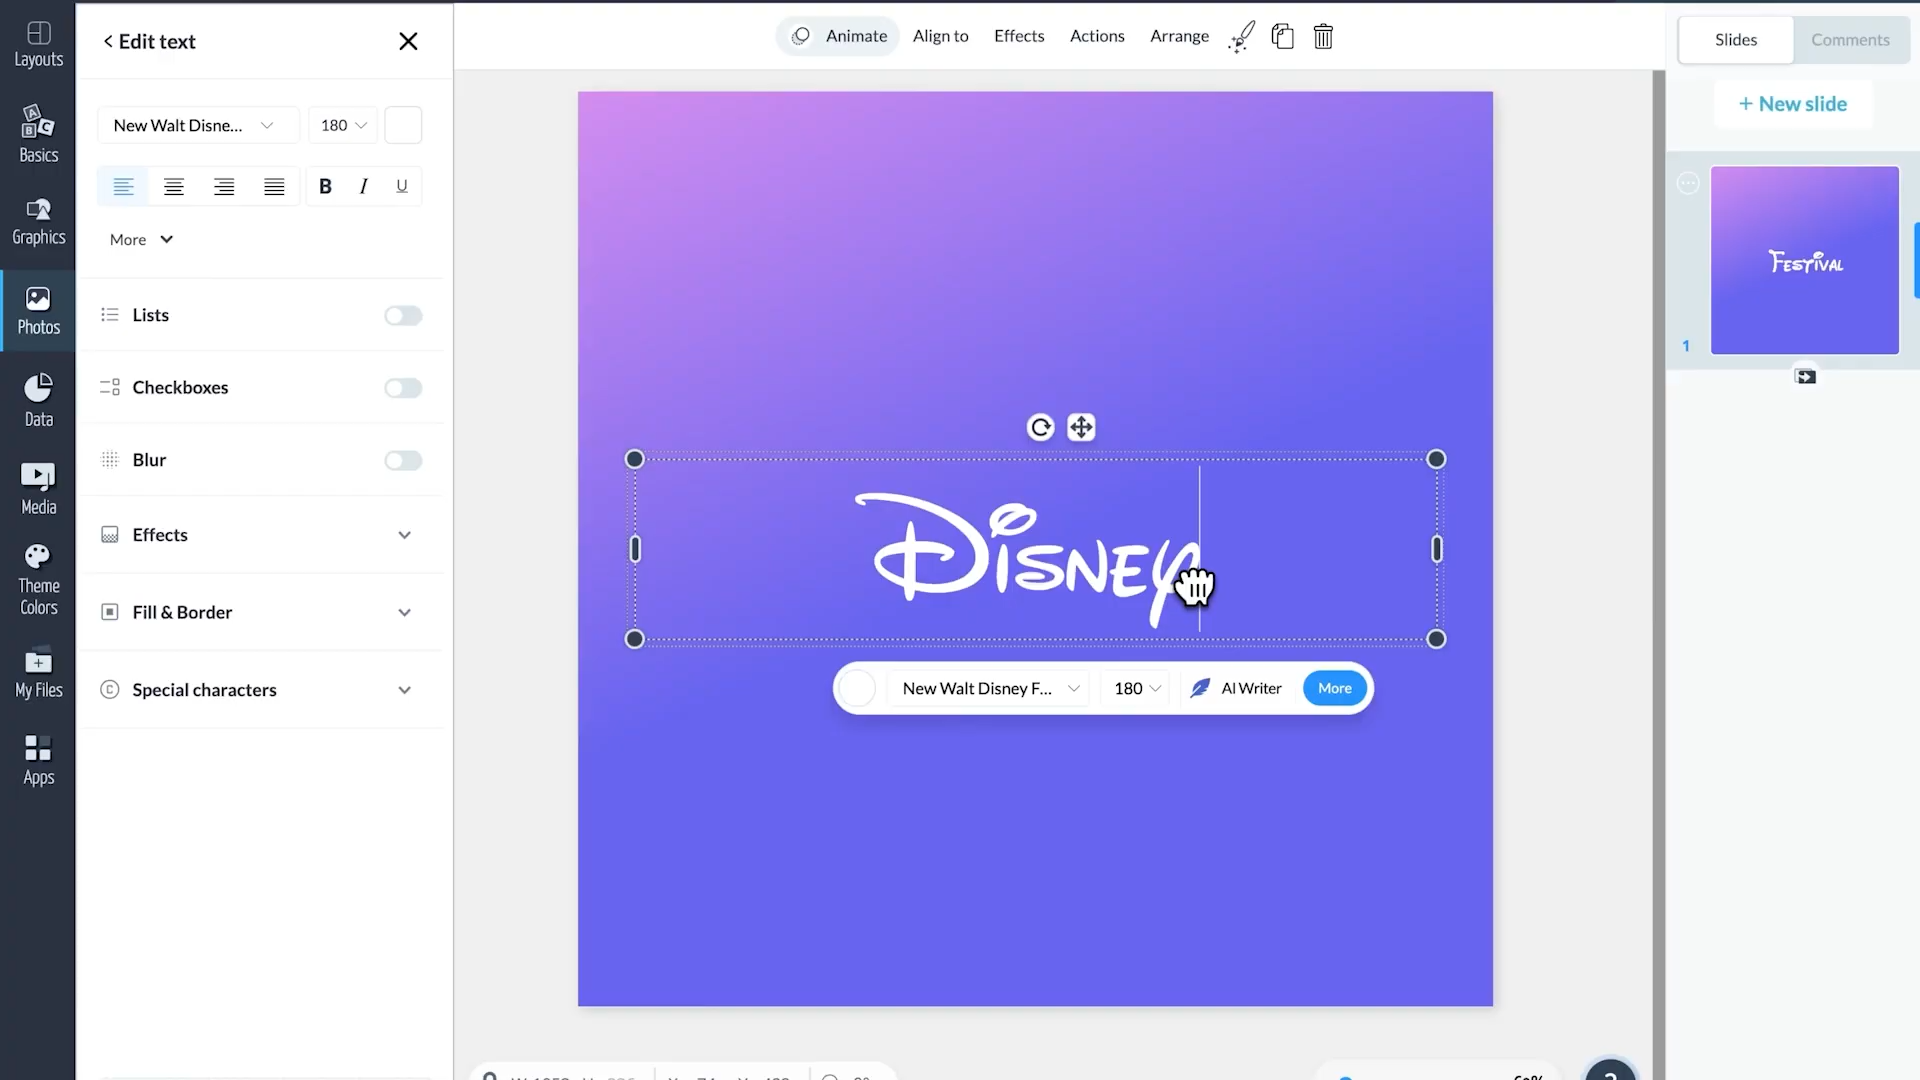 Layouts
Basics
Graphics
Photos
Data
Media
Theme
Colors
My Files
Apps
Edit text
New Walt Disne...
180
B I U
More
Lists
Checkboxes
Blur
Effects
Fill & Border
Special characters
Animate
Align to
Effects
Actions
Arrange
Disney
New Walt Disney F...
180
AI Writer
More
Slides
Comments
+ New slide
Festival
1